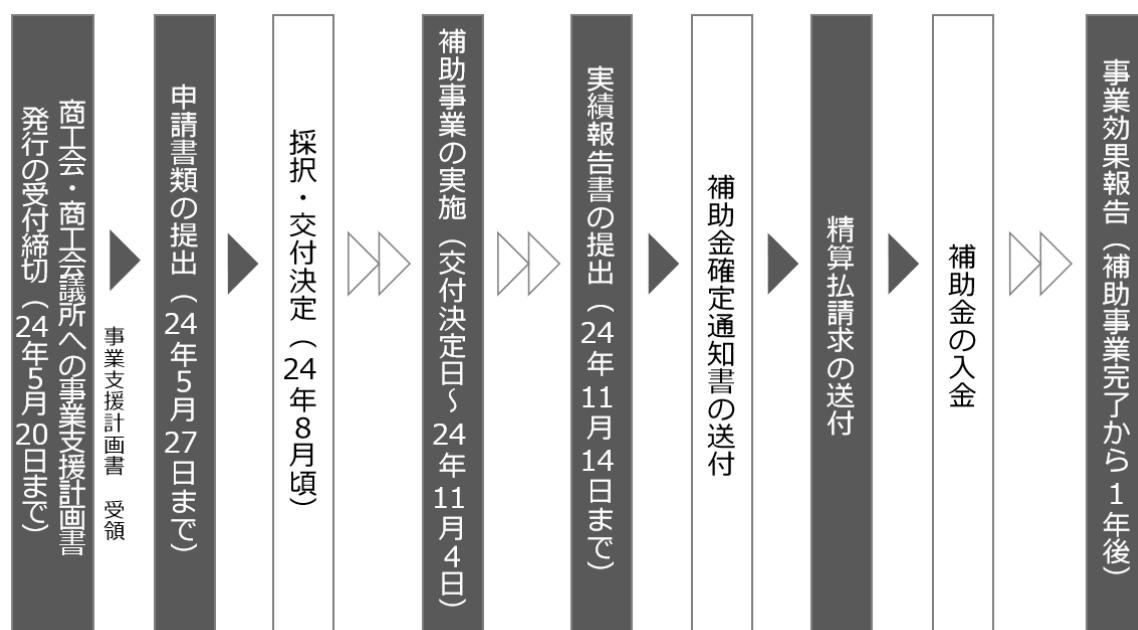 商工会・商工会議所への事業支援計画書
発行の受付締切（24年5月20日まで）
事業支援計画書　受領
申請書類の提出（24年5月27日まで）
採択・交付決定（24年8月頃）
補助事業の実施（交付決定日～24年11月4日）
実績報告書の提出（24年11月14日まで）
補助金確定通知書の送付
精算払請求の送付
補助金の入金
事業効果報告（補助事業完了から1年後）